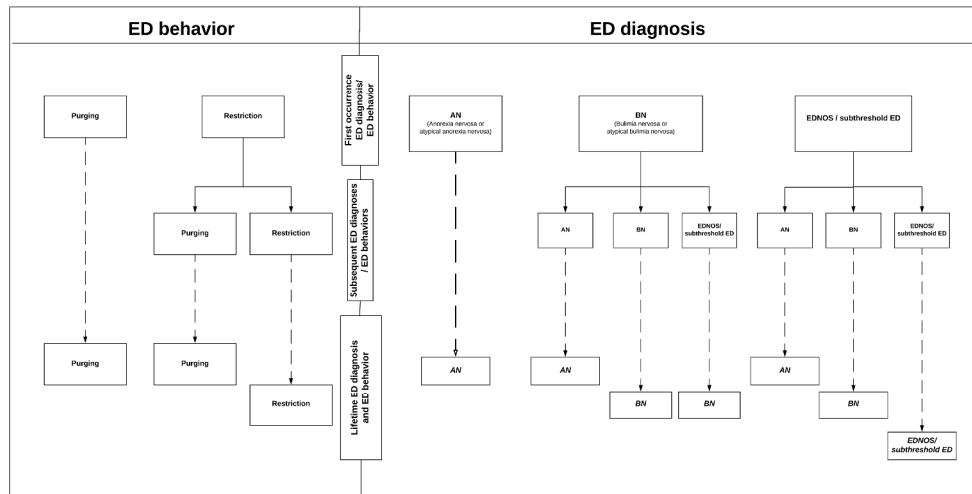 ED behavior
ED diagnosis
First occurrence
ED diagnosis/
ED behavior
Purging
Restriction
AN
(Anorexia nervosa or
atypical anorexia nervosa)
BN
(Bulimia nervosa or
atypical bulimia nervosa)
EDNOS / subthreshold ED
Subsequent ED diagnoses
/ ED behaviors
Purging
Restriction
AN
BN
EDNOS/
subthreshold ED
AN
BN
EDNOS/
subthreshold ED
Lifetime ED diagnosis
and ED behavior
Purging
Purging
Restriction
AN
AN
BN
BN
AN
BN
EDNOS/
subthreshold ED